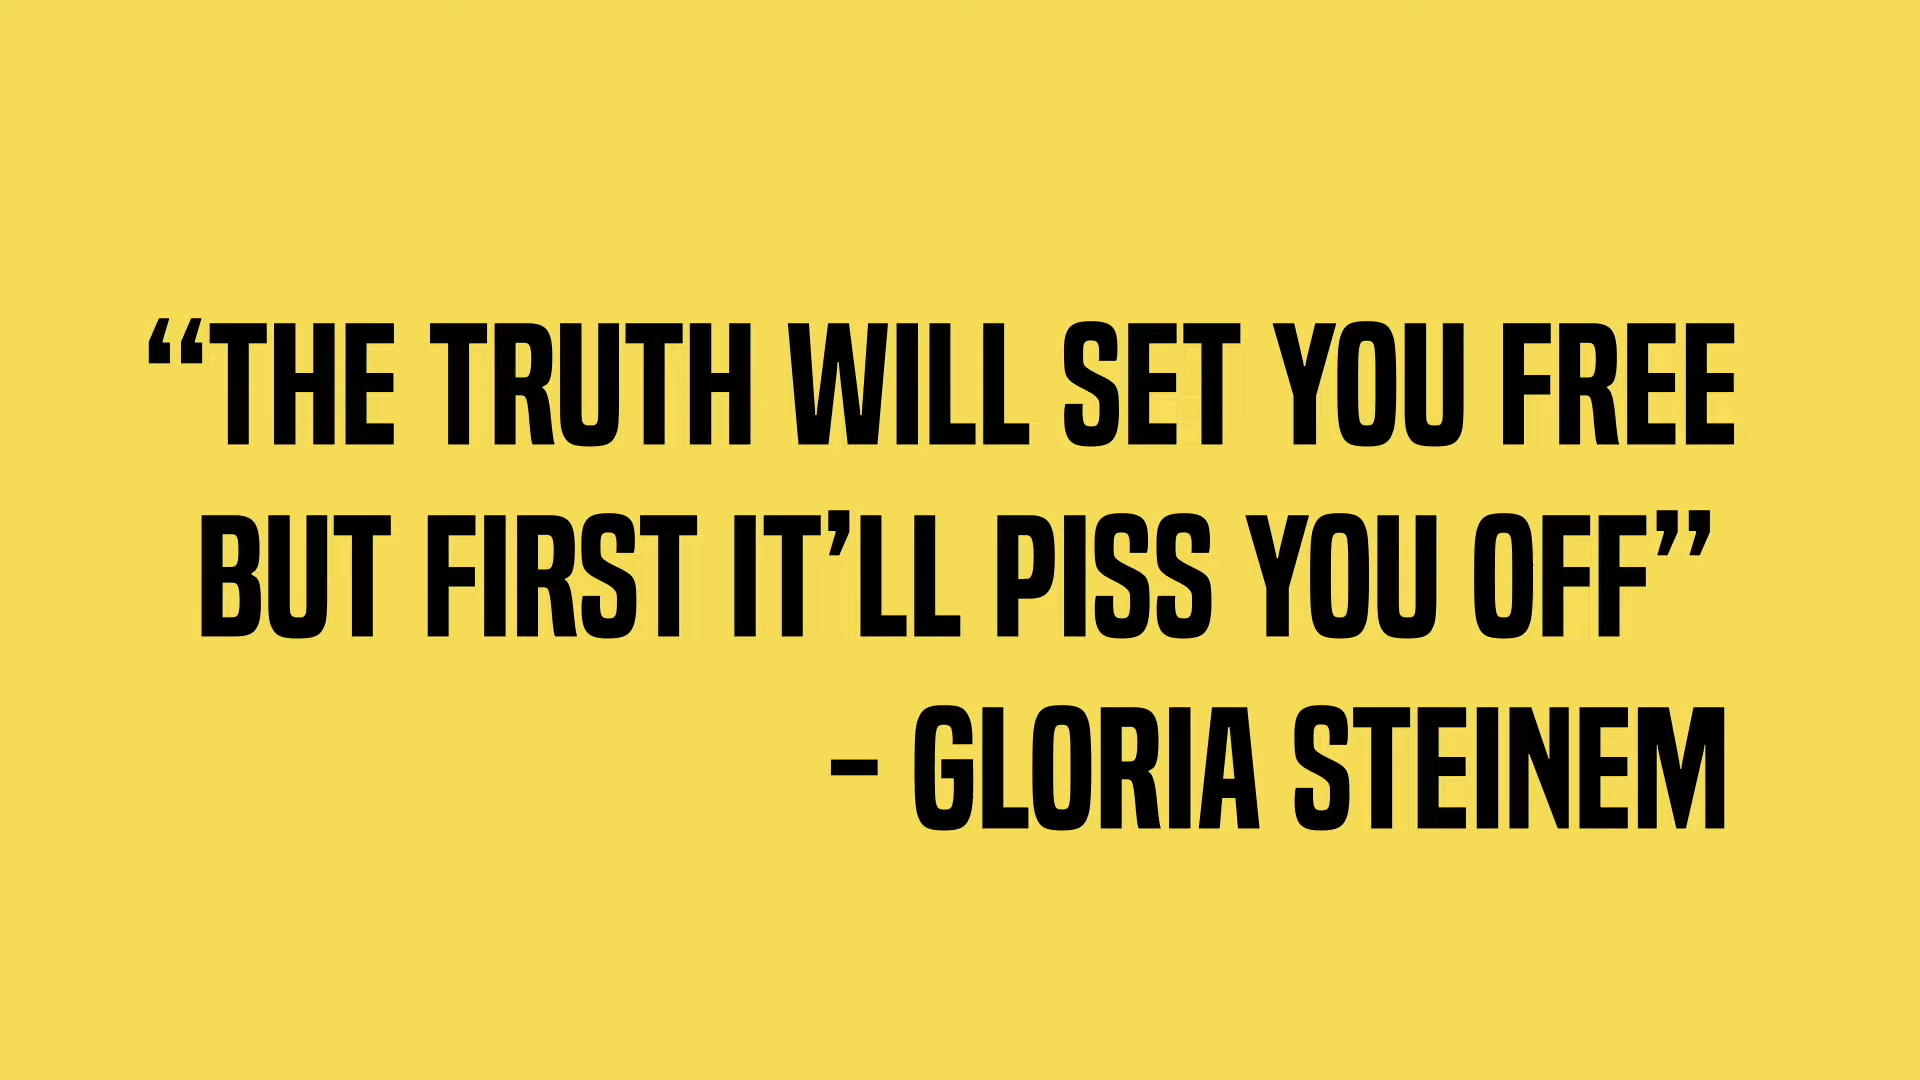 “THE TRUTH WILL SET YOU FREE
BUT FIRST IT’LL PISS YOU OFF”
– GLORIA STEINEM